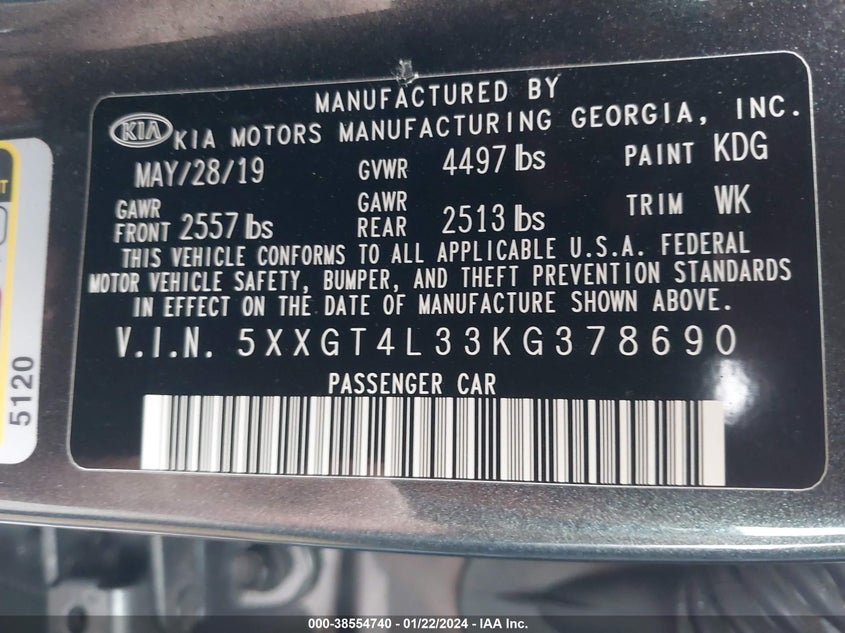 MANUFACTURED BY
KIA KIA MOTORS MANUFACTURING GEORGIA, INC.
MAY/28/19 GVWR 4497 lbs PAINT KDG
GAWR FRONT 2557 lbs GAWR REAR 2513 lbs TRIM WK
THIS VEHICLE CONFORMS TO ALL APPLICABLE U.S.A. FEDERAL
MOTOR VEHICLE SAFETY, BUMPER, AND THEFT PREVENTION STANDARDS
IN EFFECT ON THE DATE OF MANUFACTURE SHOWN ABOVE.
V.I.N. 5XXGT4L33KG378690
PASSENGER CAR
5120
000-38554740 - 01/22/2024 - IAA Inc.